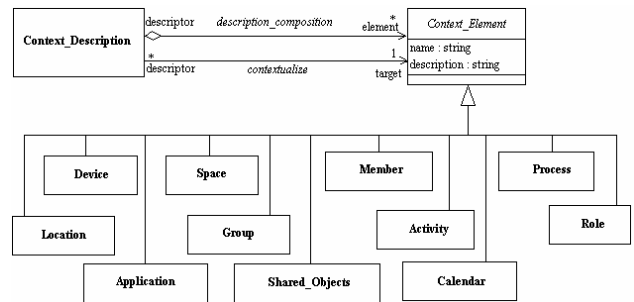 descriptor description_composition * element
Context_Description
* descriptor contextualize 1 target
Context_Element
name : string
description : string
Device
Space
Member
Process
Location
Group
Activity
Role
Application
Shared_Objects
Calendar